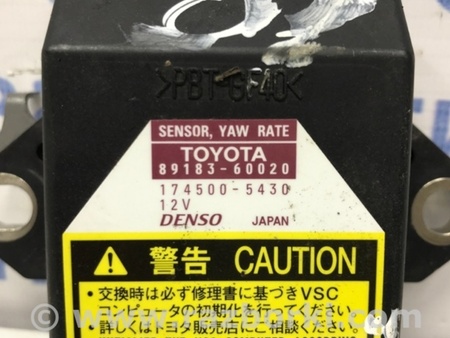 >PBT-GF40<
SENSOR, YAW RATE
TOYOTA
89183-60020
174500-5430
12V
DENSO JAPAN
警告 CAUTION
・交換時は必ず修理書に基づきVSC
コンピュータの初期化を行って下さい
・詳しくはトヨタ販売店にご相談ください